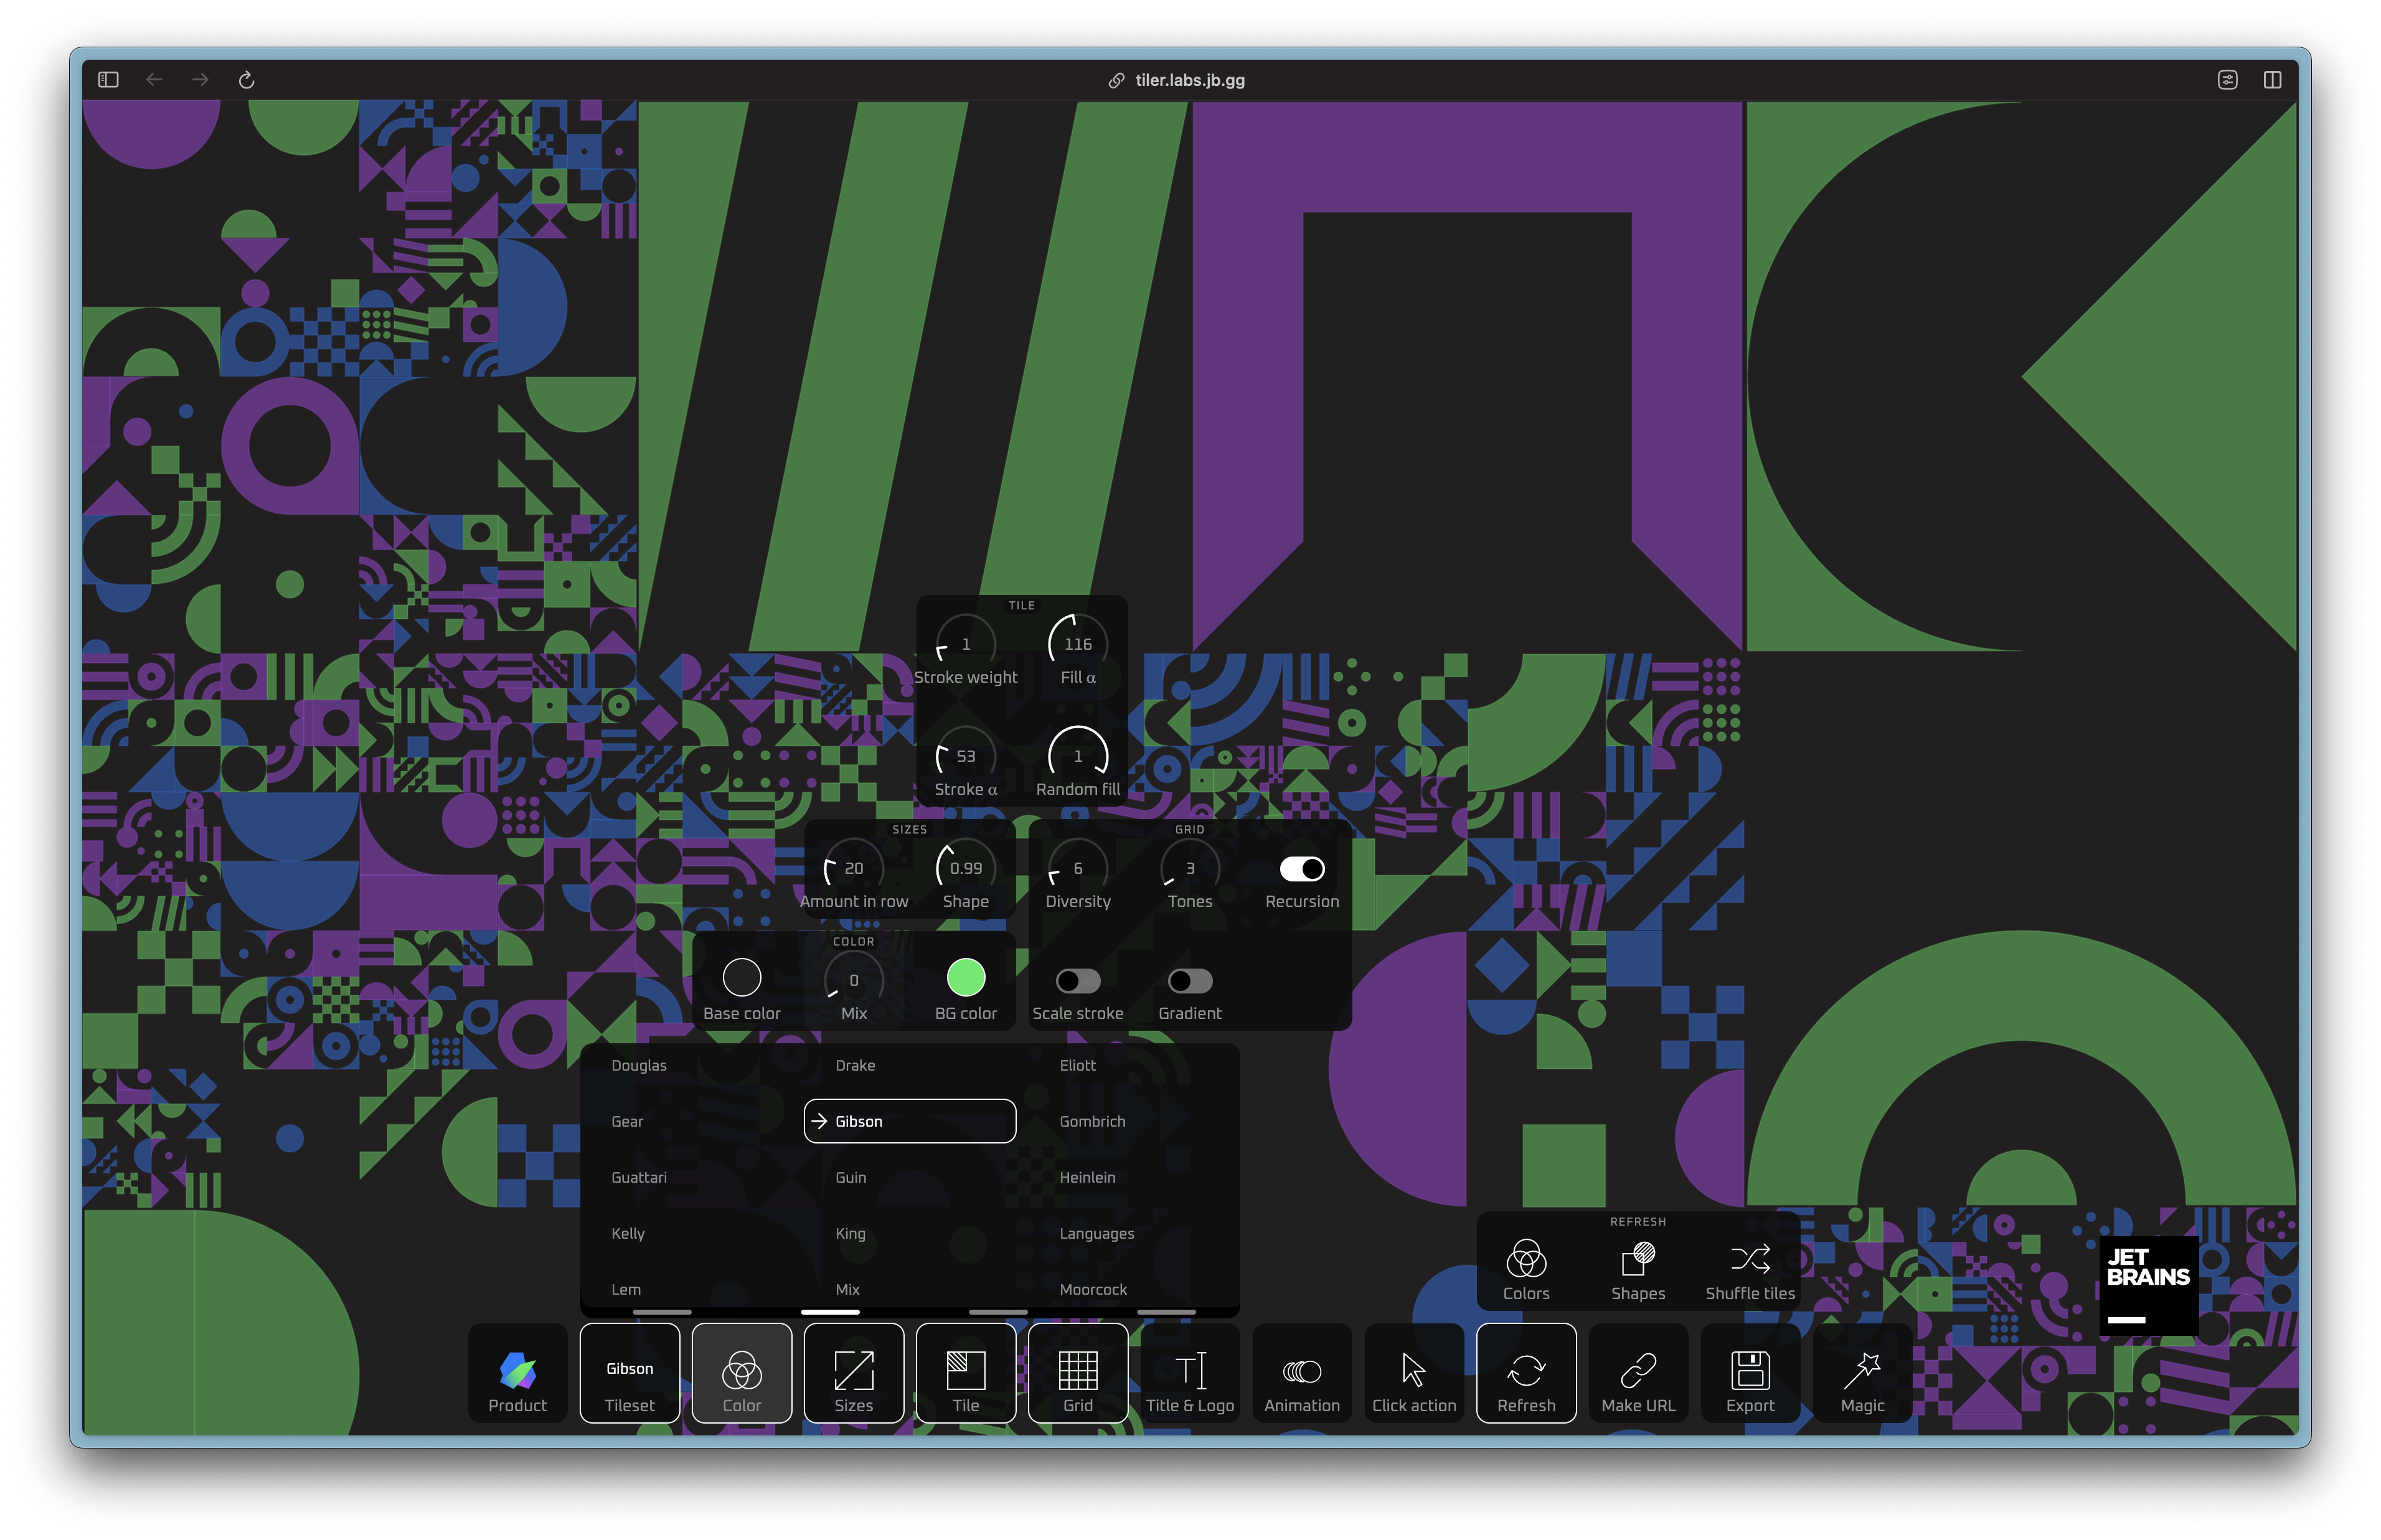 tiler.labs.jb.gg
TILE
1
116
Stroke weight
Fill α
53
1
Stroke α
Random fill
SIZES
GRID
20
0.99
6
3
Amount in row
Shape
Diversity
Tones
Recursion
COLOR
0
Base color
Mix
BG color
Scale stroke
Gradient
Douglas
Drake
Eliott
Gear
Gibson
Gombrich
Guattari
Guin
Heinlein
Kelly
King
Languages
Lem
Mix
Moorcock
REFRESH
Colors
Shapes
Shuffle tiles
JET
BRAINS
Product
Gibson
Tileset
Color
Sizes
Tile
Grid
Title & Logo
Animation
Click action
Refresh
Make URL
Export
Magic